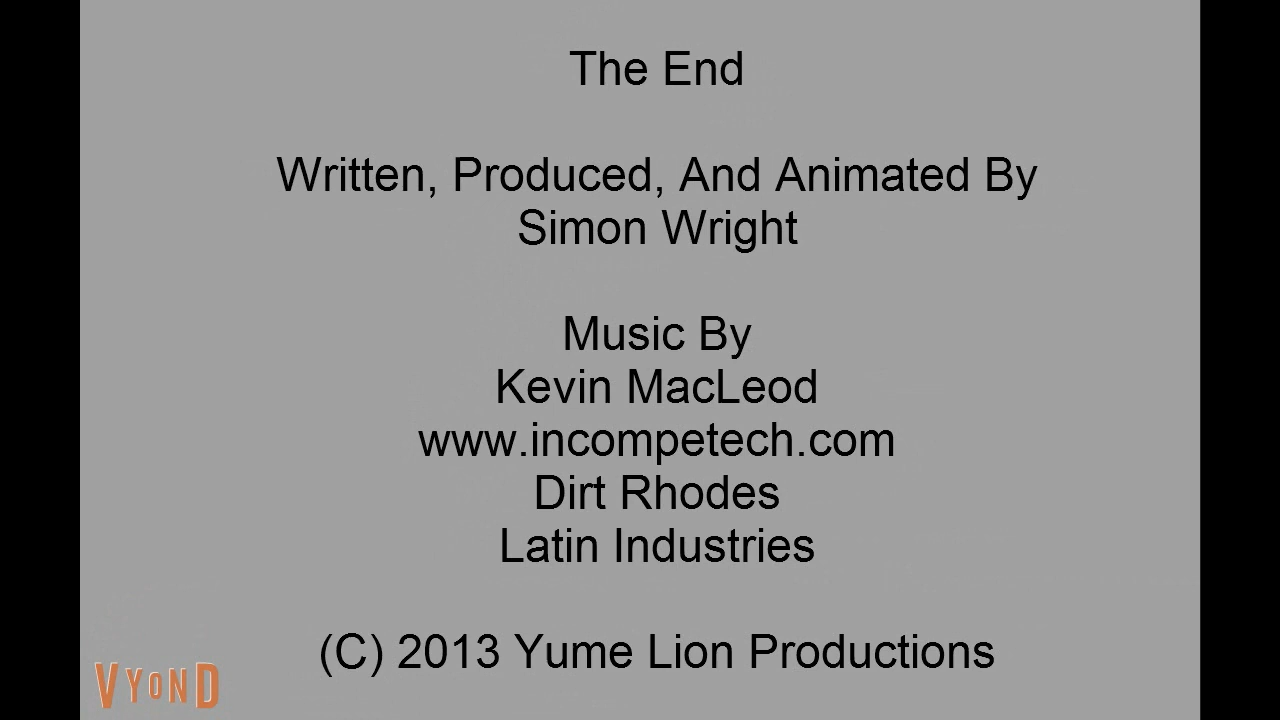 The End
Written, Produced, And Animated By
Simon Wright
Music By
Kevin MacLeod
www.incompetech.com
Dirt Rhodes
Latin Industries
(C) 2013 Yume Lion Productions
VYOND